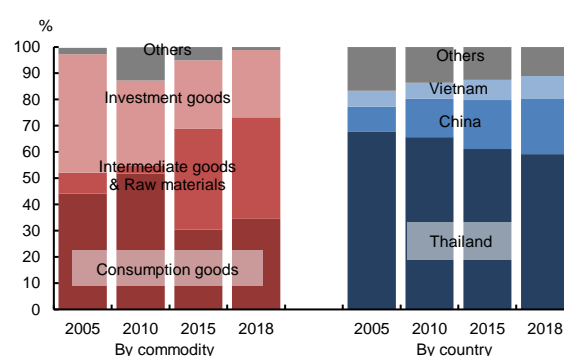 %
100
90
80
70
60
50
40
30
20
10
0
Others
Investment goods
Intermediate goods
& Raw materials
Consumption goods
Others
Vietnam
China
Thailand
2005 2010 2015 2018 2005 2010 2015 2018
By commodity By country